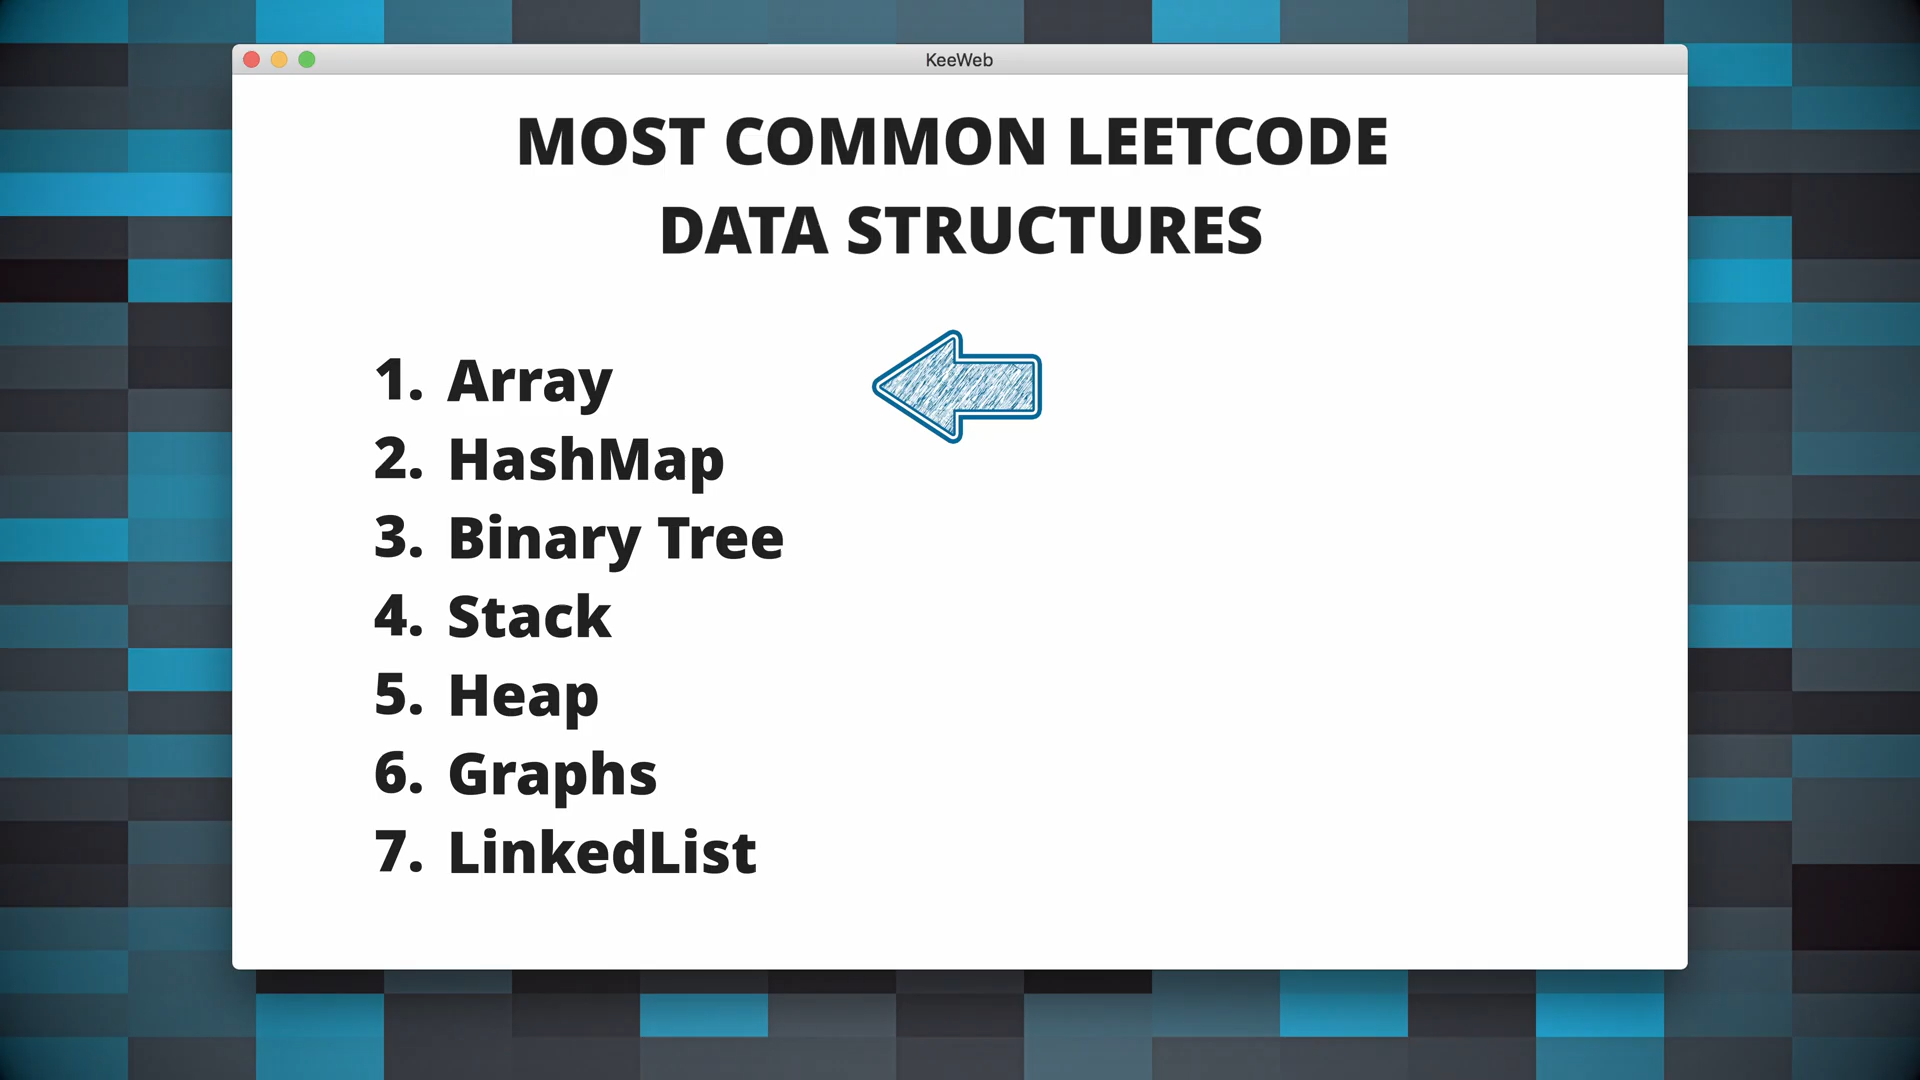 KeeWeb
MOST COMMON LEETCODE
DATA STRUCTURES
1. Array
2. HashMap
3. Binary Tree
4. Stack
5. Heap
6. Graphs
7. LinkedList